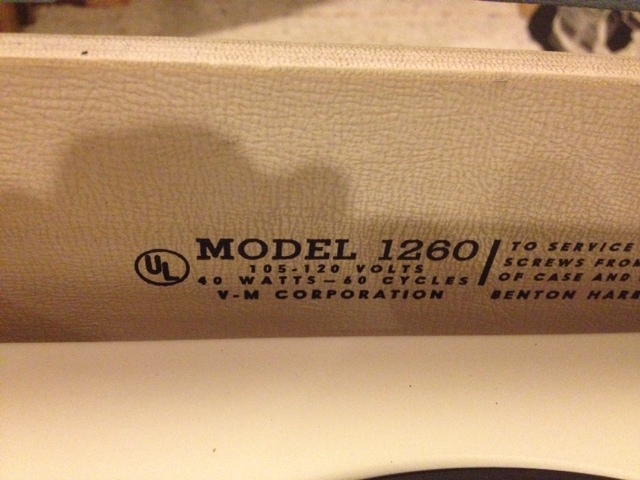 UL
MODEL 1260
105-120 VOLTS
40 WATTS-60 CYCLES
V-M CORPORATION
TO SERVICE
SCREWS FROM
OF CASE AND
BENTON HARB